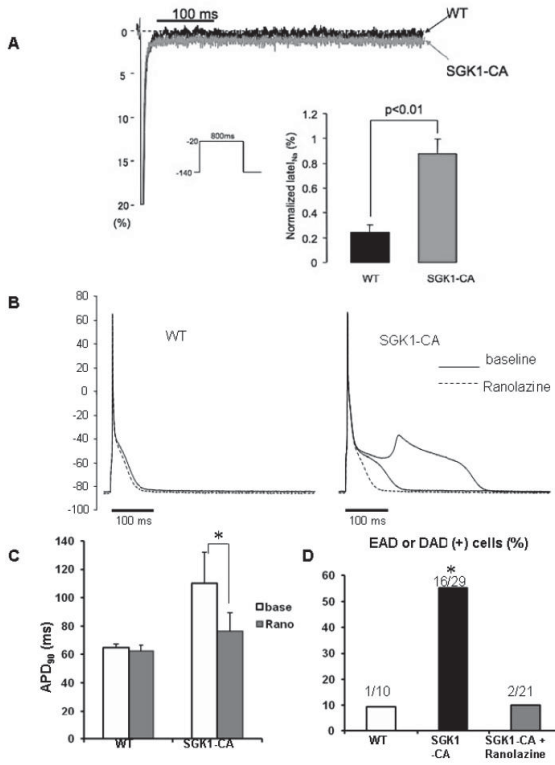 A
100 ms
WT
SGK1-CA
0
5
10
15
20
(%)
800ms
-20
-140
p<0.01
Normalized lateI_Na (%)
1.2
1
0.8
0.6
0.4
0.2
0
WT
SGK1-CA
B
80
60
40
20
0
-20
-40
-60
-80
-100
WT
SGK1-CA
baseline
Ranolazine
100 ms
100 ms
C
APD90 (ms)
140
120
100
80
60
40
20
0
*
base
Rano
WT
SGK1-CA
D
EAD or DAD (+) cells (%)
60
50
40
30
20
10
0
1/10
*
16/29
2/21
WT
SGK1
-CA
SGK1-CA +
Ranolazine